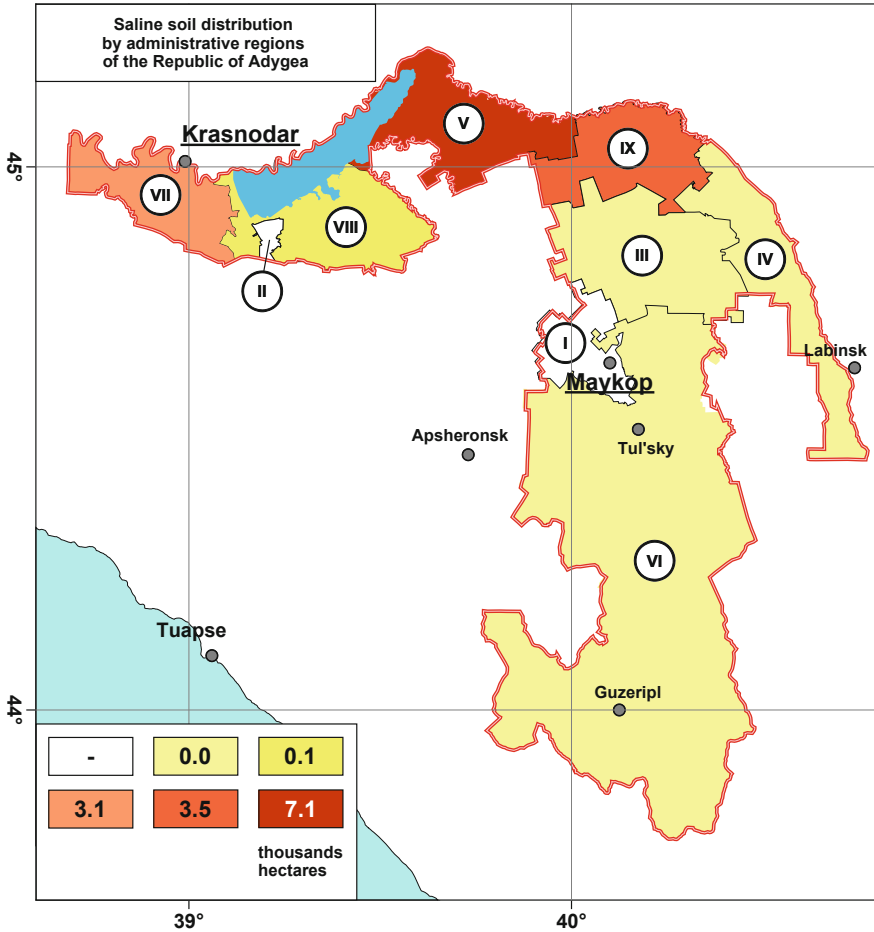 Saline soil distribution
by administrative regions
of the Republic of Adygea
Krasnodar
V
IX
45°
VII
VIII
III
IV
II
I
Labinsk
Maykop
Apsheronsk
Tul'sky
VI
Tuapse
Guzeripl
44°
-
0.0
0.1
3.1
3.5
7.1
thousands
hectares
39°
40°